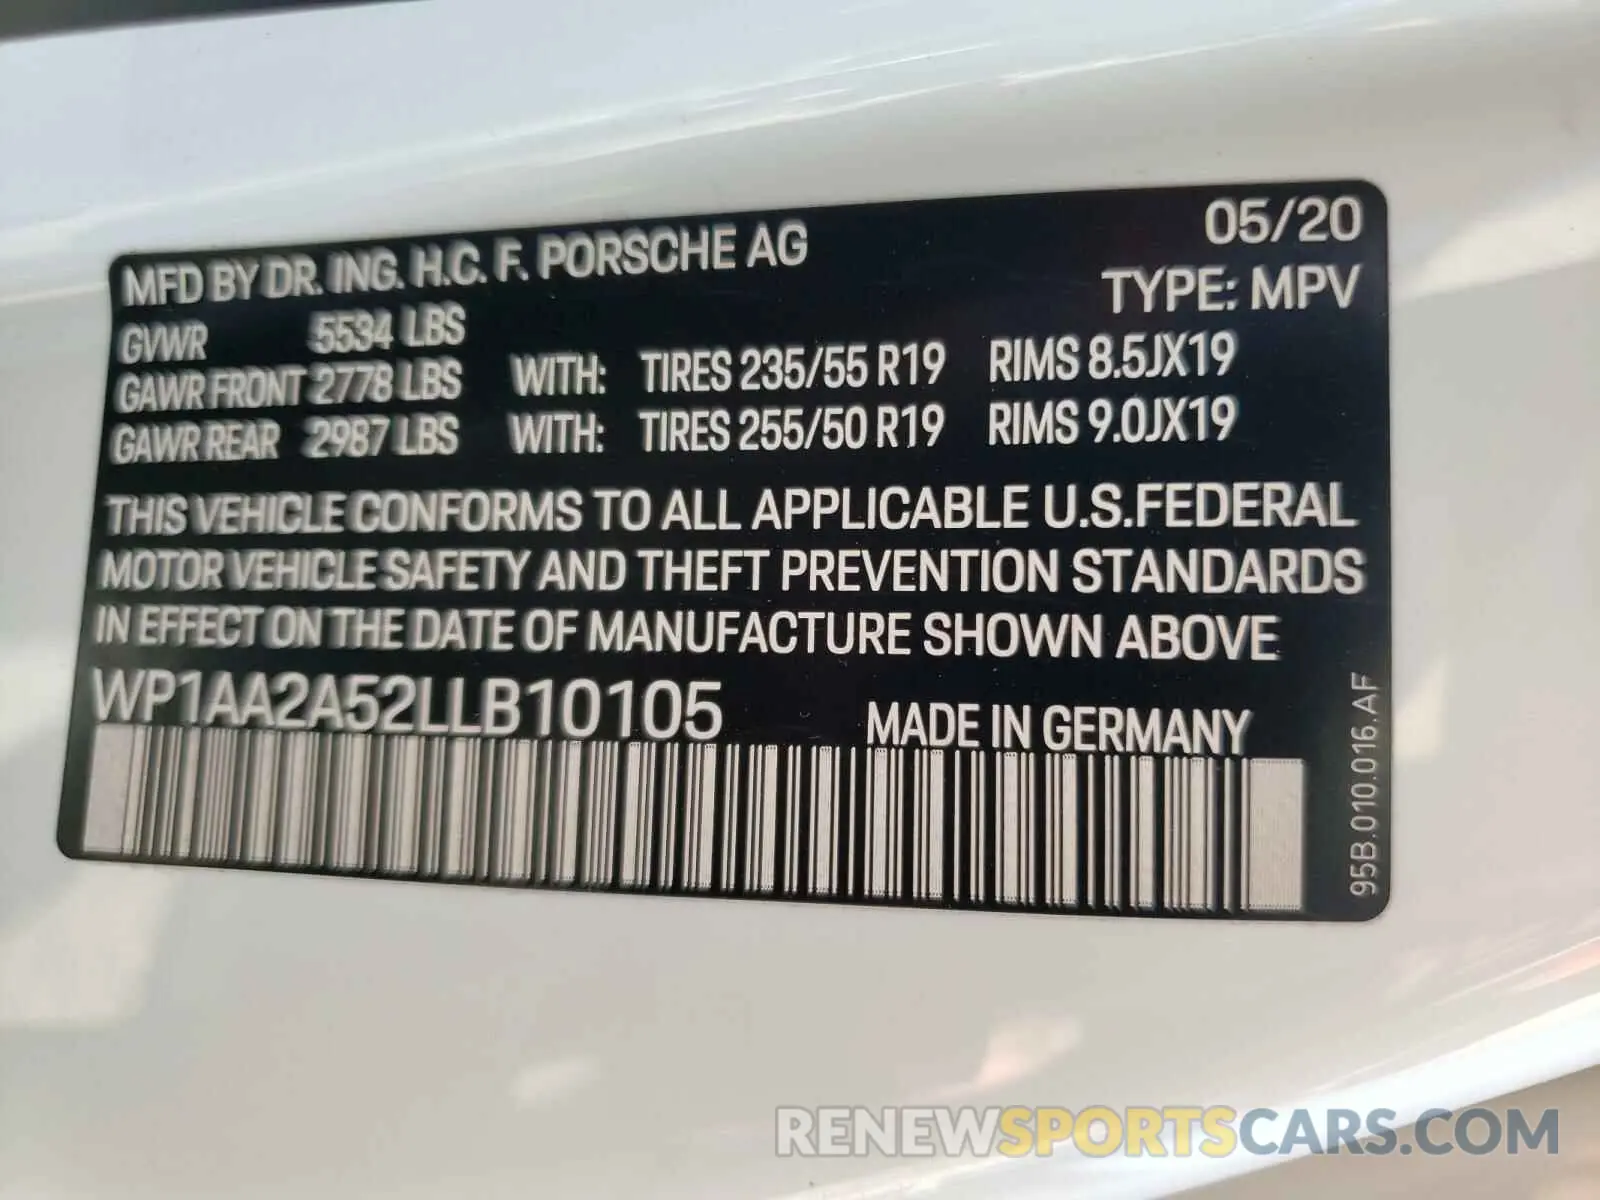 MFD BY DR. ING. H.C. F. PORSCHE AG 05/20
TYPE: MPV
GVWR 5534 LBS
GAWR FRONT 2778 LBS WITH: TIRES 235/55 R19 RIMS 8.5JX19
GAWR REAR 2987 LBS WITH: TIRES 255/50 R19 RIMS 9.0JX19
THIS VEHICLE CONFORMS TO ALL APPLICABLE U.S.FEDERAL
MOTOR VEHICLE SAFETY AND THEFT PREVENTION STANDARDS
IN EFFECT ON THE DATE OF MANUFACTURE SHOWN ABOVE
WP1AA2A52LLB10105 MADE IN GERMANY
95B.010.016.AF
RENEWSPORTSCARS.COM